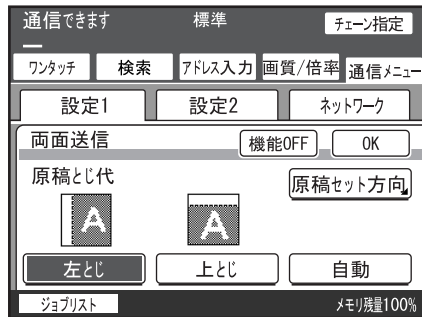 通信できます 標準 チェーン指定
ワンタッチ 検索 アドレス入力 画質/倍率 通信メニュー
設定1 設定2 ネットワーク
両面送信 機能OFF OK
原稿とじ代 原稿セット方向
A A
左とじ 上とじ 自動
ジョブリスト メモリ残量100%